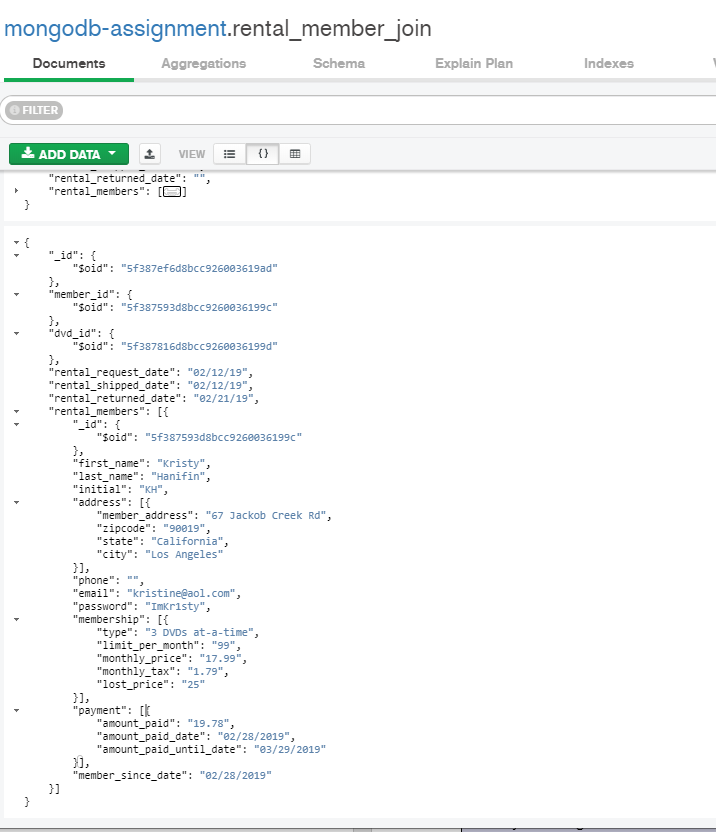 mongodb-assignment.rental_member_join
Documents Aggregations Schema Explain Plan Indexes
FILTER
ADD DATA VIEW {}
"rental_returned_date": "",
"rental_members": []
}
{
"_id": {
"$oid": "5f387ef6d8bcc926003619ad"
},
"member_id": {
"$oid": "5f387593d8bcc9260036199c"
},
"dvd_id": {
"$oid": "5f387816d8bcc9260036199d"
},
"rental_request_date": "02/12/19",
"rental_shipped_date": "02/12/19",
"rental_returned_date": "02/21/19",
"rental_members": [{
"_id": {
"$oid": "5f387593d8bcc9260036199c"
},
"first_name": "Kristy",
"last_name": "Hanifin",
"initial": "KH",
"address": [{
"member_address": "67 Jackob Creek Rd",
"zipcode": "90019",
"state": "California",
"city": "Los Angeles"
}],
"phone": "",
"email": "kristine@aol.com",
"password": "ImKr1sty",
"membership": [{
"type": "3 DVDs at-a-time",
"limit_per_month": "99",
"monthly_price": "17.99",
"monthly_tax": "1.79",
"lost_price": "25"
}],
"payment": [{
"amount_paid": "19.78",
"amount_paid_date": "02/28/2019",
"amount_paid_until_date": "03/29/2019"
}],
"member_since_date": "02/28/2019"
}]
}